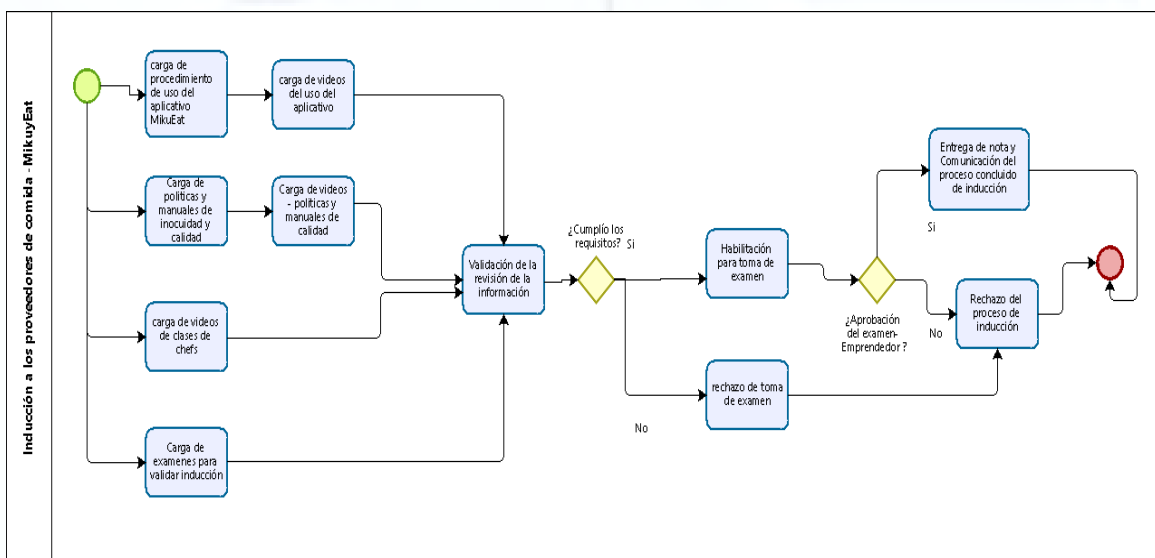 Inducción a los proveedores de comida - MikuyEat
carga de
procedimiento
de uso del
aplicativo
MikuEat
carga de videos
del uso del
aplicativo
Carga de
políticas y
manuales de
inocuidad y
calidad
Carga de videos
- políticas y
manuales de
calidad
carga de videos
de clases de
chefs
Carga de
examenes para
validar inducción
Validación de la
revisión de la
información
¿Cumplío los
requisitos?
Si
No
Habilitación
para toma de
examen
rechazo de toma
de examen
¿Aprobación
del examen-
Emprendedor ?
Si
No
Entrega de nota y
Comunicación del
proceso concluido
de inducción
Rechazo del
proceso de
inducción